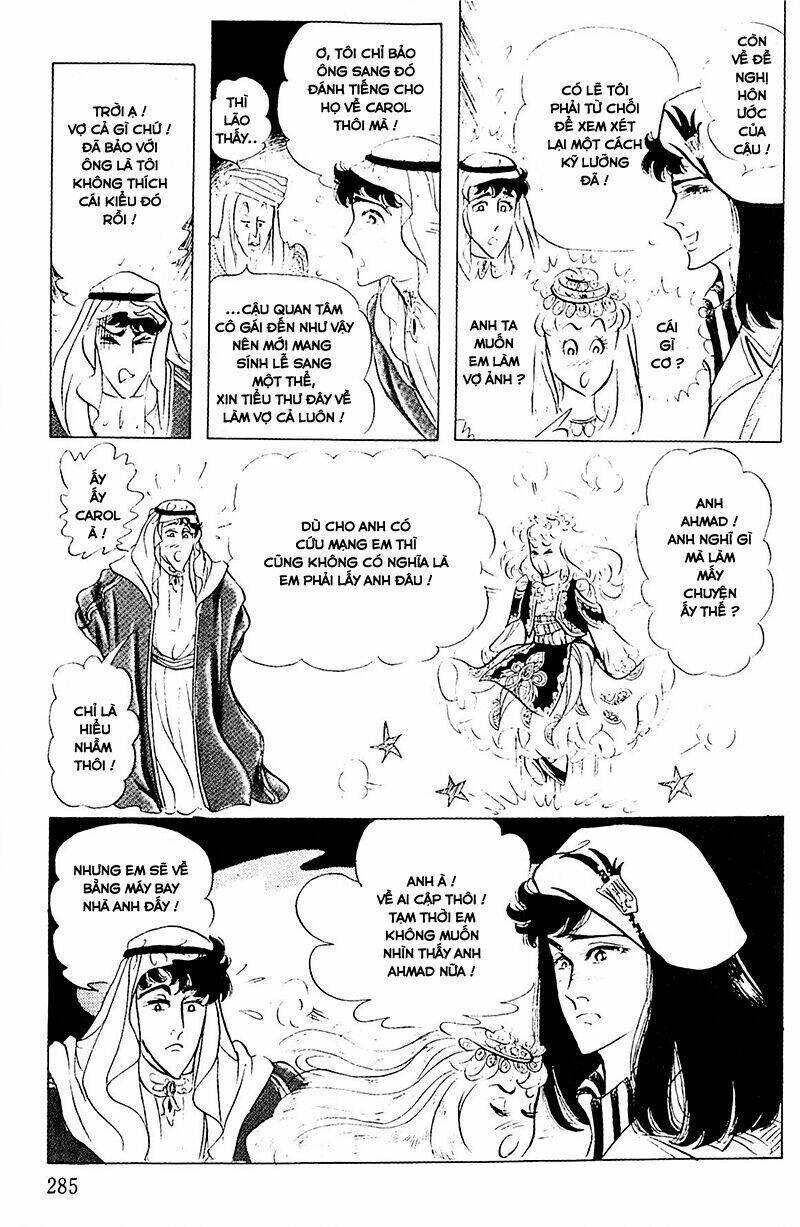 CÒN
VỀ ĐỀ
NGHỊ
HÔN
ƯỚC
CỦA
CẬU !
CÓ LẼ TÔI
PHẢI TỪ CHỐI
ĐỂ XEM XÉT
LẠI MỘT CÁCH
KỸ LƯỠNG
ĐÃ !
CÁI
GÌ
CƠ ?
ANH TA
MUỐN
EM LÀM
VỢ ẢNH ?
Ơ, TÔI CHỈ BẢO
ÔNG SANG ĐÓ
ĐÁNH TIẾNG CHO
HỌ VỀ CAROL
THÔI MÀ !
THÌ
LÃO
THẤY..
...CẬU QUAN TÂM
CÔ GÁI ĐẾN NHƯ VẬY
NÊN MỚI MANG
SÍNH LỄ SANG
MỘT THỂ,
XIN TIỂU THƯ ĐÂY VỀ
LÀM VỢ CẢ LUÔN !
TRỜI Ạ !
VỢ CẢ GÌ CHỨ !
ĐÃ BẢO VỚI
ÔNG LÀ TÔI
KHÔNG THÍCH
CÁI KIỂU ĐÓ
RỒI !
ANH
AHMAD !
ANH NGHĨ GÌ
MÀ LÀM
MẤY
CHUYỆN
ẤY THẾ ?
DÙ CHO ANH CÓ
CỨU MẠNG EM THÌ
CŨNG KHÔNG CÓ NGHĨA LÀ
EM PHẢI LẤY ANH ĐÂU !
ẤY
ẤY
CAROL
À !
CHỈ LÀ
HIỂU
NHẦM
THÔI !
ANH À !
VỀ AI CẬP THÔI !
TẠM THỜI EM
KHÔNG MUỐN
NHÌN THẤY ANH
AHMAD NỮA !
NHƯNG EM SẼ VỀ
BẰNG MÁY BAY
NHÀ ANH ĐẤY !
285